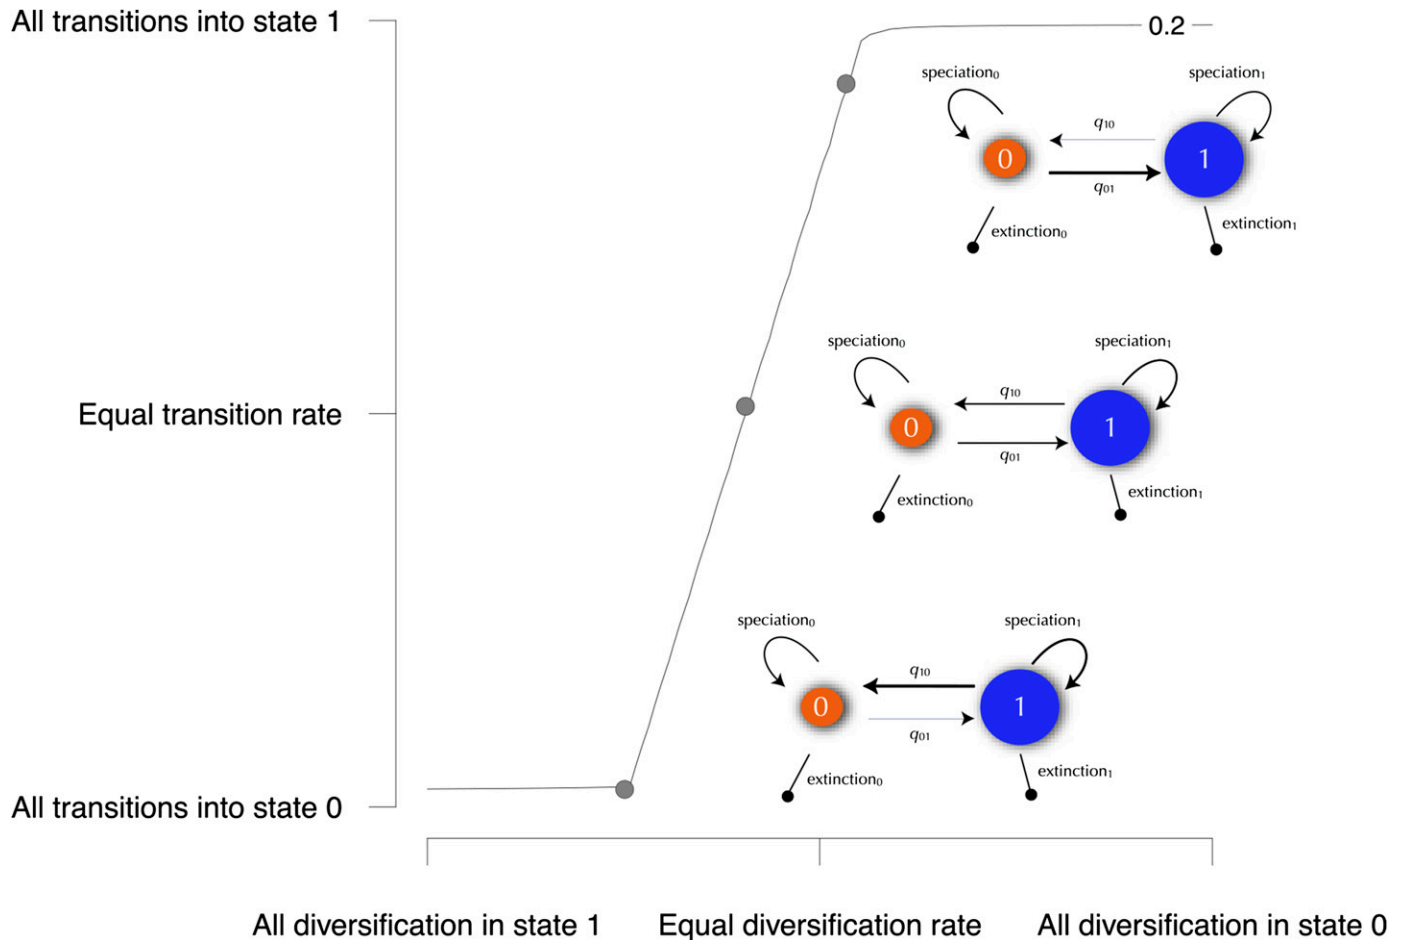 All transitions into state 1
0.2
speciation₀
speciation₁
q₁₀
0
1
q₀₁
extinction₀
extinction₁
speciation₀
speciation₁
q₁₀
Equal transition rate
0
1
q₀₁
extinction₀
extinction₁
speciation₀
speciation₁
q₁₀
0
1
q₀₁
extinction₀
extinction₁
All transitions into state 0
All diversification in state 1
Equal diversification rate
All diversification in state 0